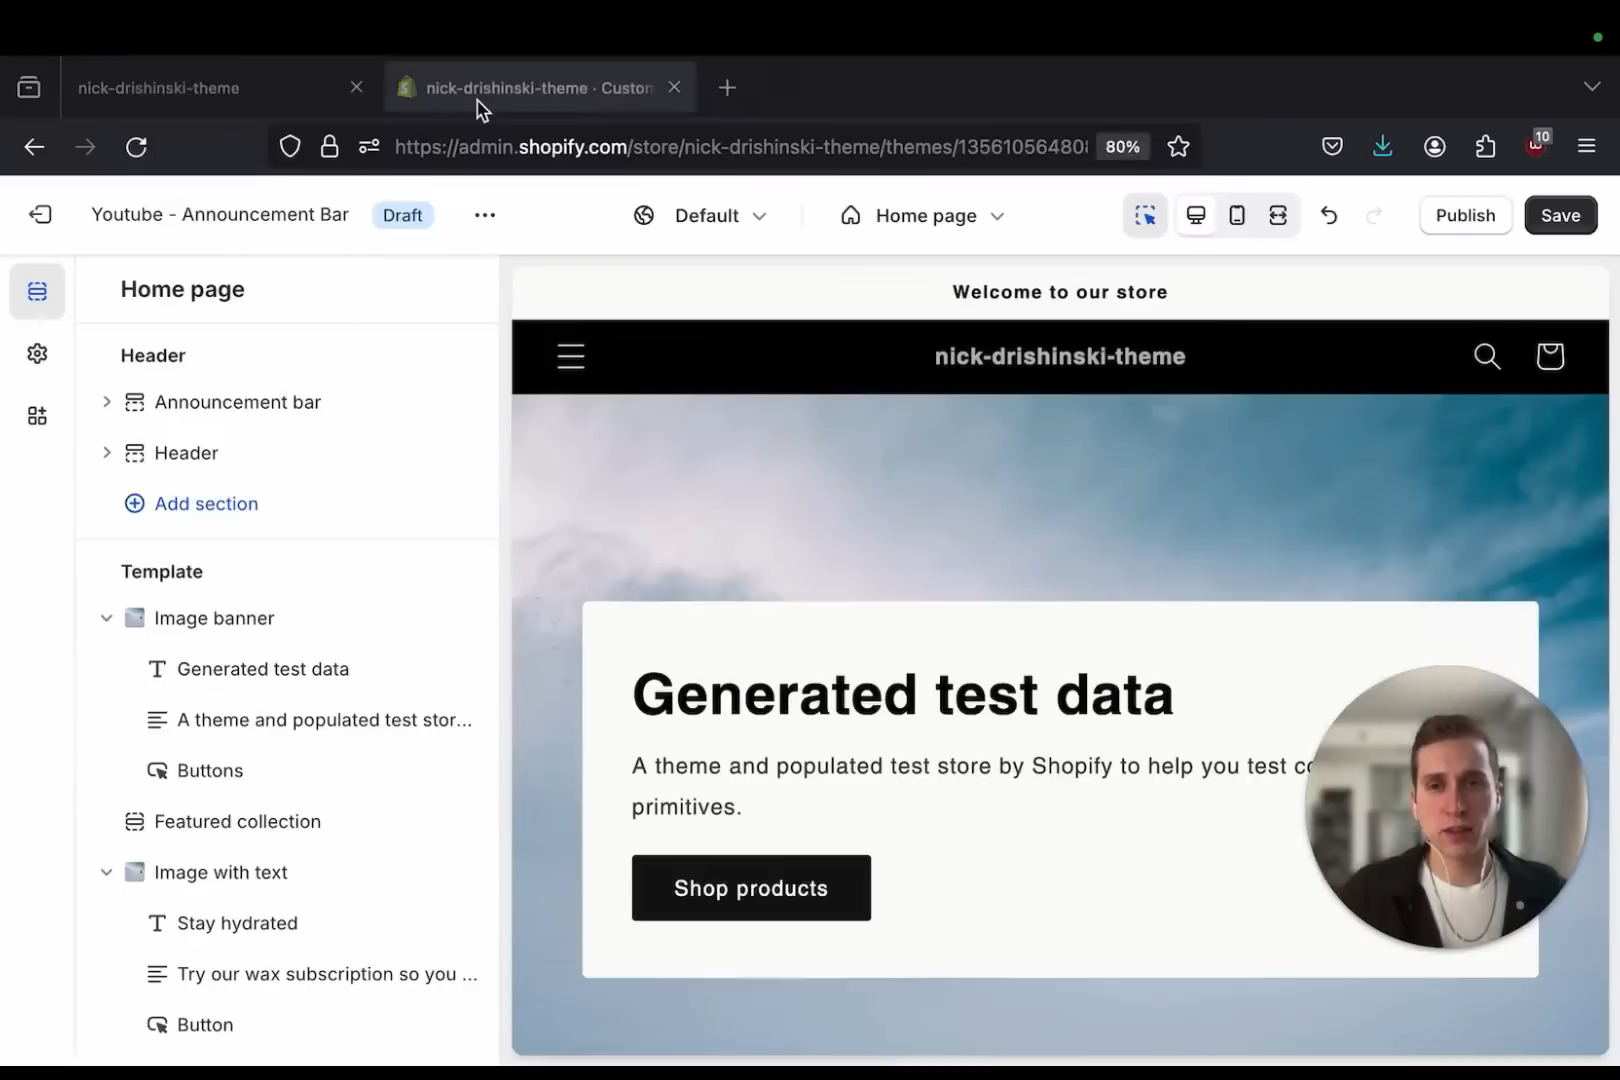 nick-drishinski-theme
nick-drishinski-theme · Custom
https://admin.shopify.com/store/nick-drishinski-theme/themes/135610564808
80%
10
Youtube - Announcement Bar
Draft
Default
Home page
Publish
Save
Home page
Header
Announcement bar
Header
Add section
Template
Image banner
Generated test data
A theme and populated test stor...
Buttons
Featured collection
Image with text
Stay hydrated
Try our wax subscription so you ...
Button
Welcome to our store
nick-drishinski-theme
Generated test data
A theme and populated test store by Shopify to help you test
primitives.
Shop products